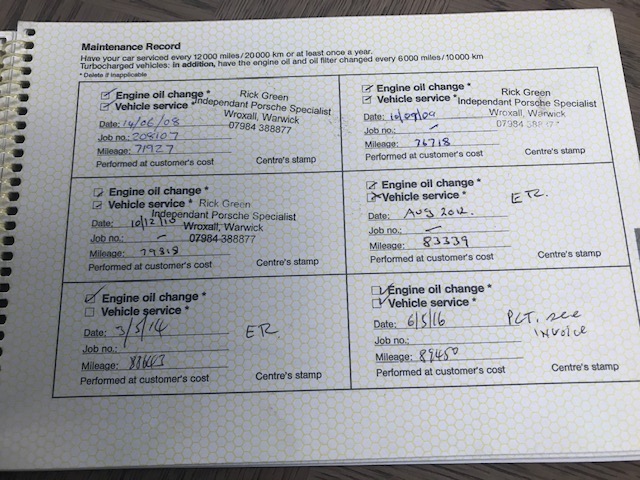 Maintenance Record
Have your car serviced every 12000 miles/20000 km or at least once a year.
Turbocharged vehicles: in addition, have the engine oil and oil filter changed every 6000 miles/10000 km
* Delete if inapplicable
Engine oil change *
Vehicle service *
Rick Green
Independant Porsche Specialist
Wroxall, Warwick
07984 388877
Date: 14/06/08
Job no.: 208107
Mileage: 71927
Performed at customer's cost
Centre's stamp
Engine oil change *
Vehicle service *
Rick Green
Independant Porsche Specialist
Wroxall, Warwick
07984
Date: 10/09/09
Job no.: -
Mileage: 76718
Performed at customer's cost
Centre's stamp
Engine oil change *
Vehicle service *
Rick Green
Independant Porsche Specialist
Wroxall, Warwick
07984-388877
Date: 10/12/10
Job no.: -
Mileage: 79818
Performed at customer's cost
Centre's stamp
Engine oil change *
Vehicle service *
ETR.
Date: AUG 2012.
Job no.: -
Mileage: 83339
Performed at customer's cost
Centre's stamp
Engine oil change *
Vehicle service *
Date: 3/5/14
ETR
Job no.:
Mileage:
Performed at customer's cost
Centre's stamp
Engine oil change *
Vehicle service *
Date: 6/5/16
PCT, see
invoice
Job no.:
Mileage: 89450
Performed at customer's cost
Centre's stamp